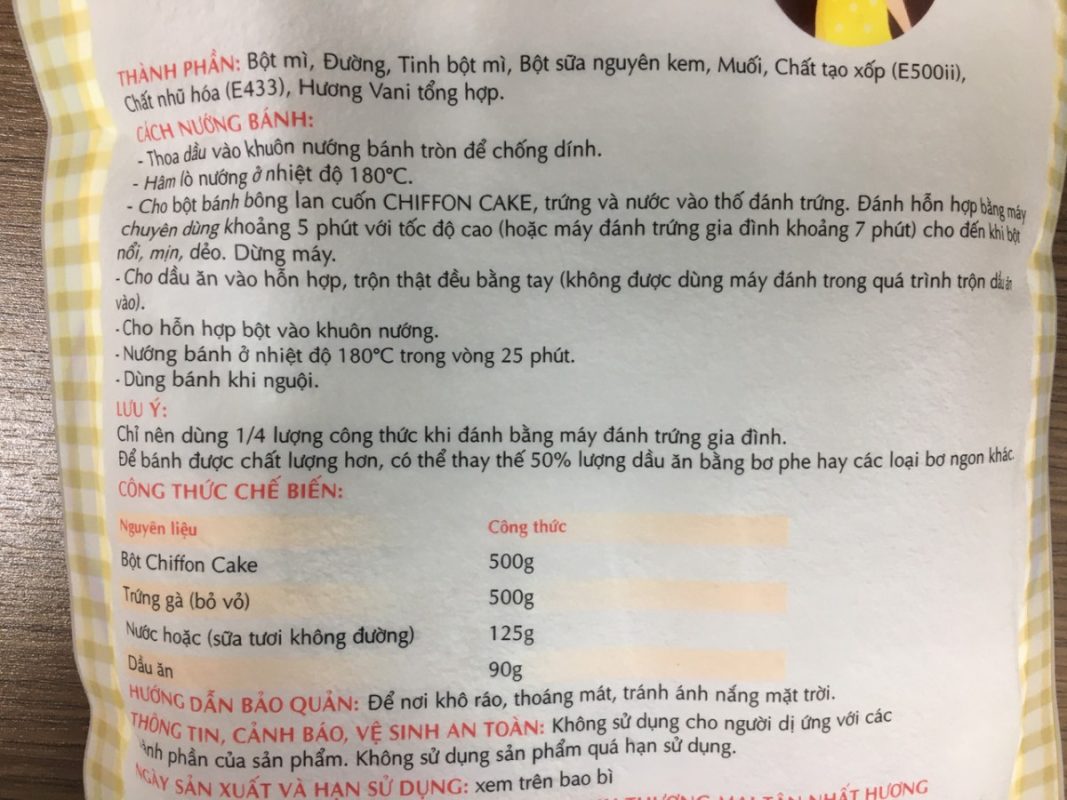 THÀNH PHẦN: Bột mì, Đường, Tinh bột mì, Bột sữa nguyên kem, Muối, Chất tạo xốp (E500ii),
Chất nhũ hóa (E433), Hương Vani tổng hợp.
CÁCH NƯỚNG BÁNH:
- Thoa dầu vào khuôn nướng bánh tròn để chống dính.
- Hâm lò nướng ở nhiệt độ 180°C.
- Cho bột bánh bông lan cuốn CHIFFON CAKE, trứng và nước vào thố đánh trứng. Đánh hỗn hợp bằng máy
chuyên dùng khoảng 5 phút với tốc độ cao (hoặc máy đánh trứng gia đình khoảng 7 phút) cho đến khi bột
nổi, mịn, dẻo. Dừng máy.
- Cho dầu ăn vào hỗn hợp, trộn thật đều bằng tay (không được dùng máy đánh trong quá trình trộn dầu ăn
vào).
- Cho hỗn hợp bột vào khuôn nướng.
- Nướng bánh ở nhiệt độ 180°C trong vòng 25 phút.
- Dùng bánh khi nguội.
LƯU Ý:
Chỉ nên dùng 1/4 lượng công thức khi đánh bằng máy đánh trứng gia đình.
Để bánh được chất lượng hơn, có thể thay thế 50% lượng dầu ăn bằng bơ phe hay các loại bơ ngon khác.
CÔNG THỨC CHẾ BIẾN:
Nguyên liệu Công thức
Bột Chiffon Cake 500g
Trứng gà (bỏ vỏ) 500g
Nước hoặc (sữa tươi không đường) 125g
Dầu ăn 90g
HƯỚNG DẪN BẢO QUẢN: Để nơi khô ráo, thoáng mát, tránh ánh nắng mặt trời.
THÔNG TIN, CẢNH BÁO, VỆ SINH AN TOÀN: Không sử dụng cho người dị ứng với các
thành phần của sản phẩm. Không sử dụng sản phẩm quá hạn sử dụng.
NGÀY SẢN XUẤT VÀ HẠN SỬ DỤNG: xem trên bao bì
THƯƠNG MẠI TÂN NHẤT HƯƠNG